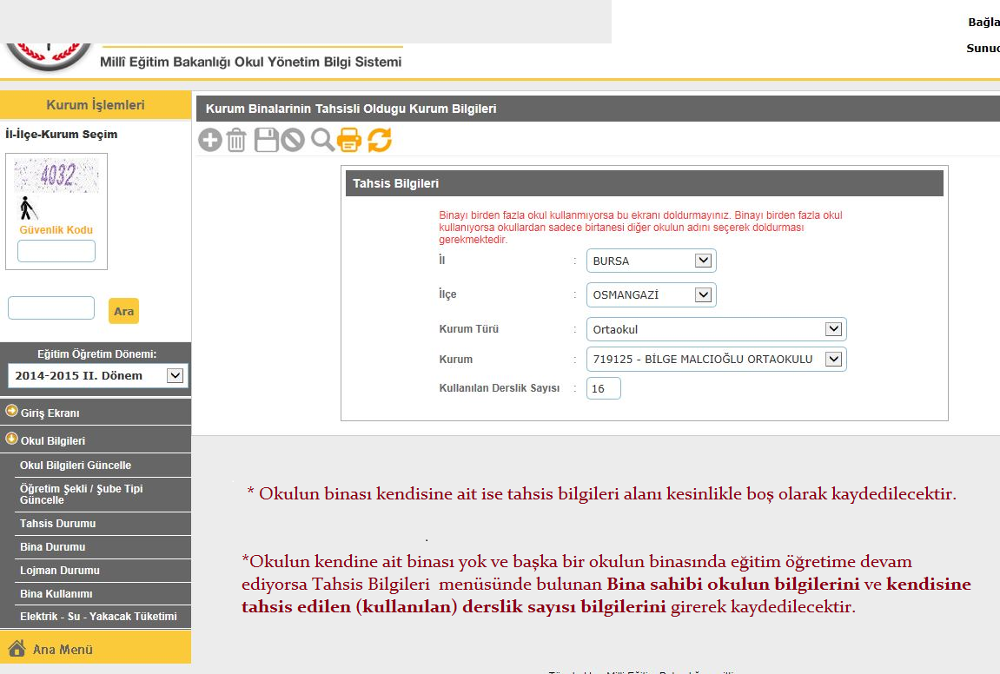 Millî Eğitim Bakanlığı Okul Yönetim Bilgi Sistemi
Kurum İşlemleri
İl-İlçe-Kurum Seçim
4032
Güvenlik Kodu
Ara
Eğitim Öğretim Dönemi:
2014-2015 II. Dönem
Giriş Ekranı
Okul Bilgileri
Okul Bilgileri Güncelle
Öğretim Şekli / Şube Tipi
Güncelle
Tahsis Durumu
Bina Durumu
Lojman Durumu
Bina Kullanımı
Elektrik - Su - Yakacak Tüketimi
Ana Menü
Kurum Binalarinin Tahsisli Oldugu Kurum Bilgileri
Tahsis Bilgileri
Binayı birden fazla okul kullanmıyorsa bu ekranı doldurmayınız. Binayı birden fazla okul
kullanıyorsa okullardan sadece birtanesi diğer okulun adını seçerek doldurması
gerekmektedir.
İl : BURSA
İlçe : OSMANGAZİ
Kurum Türü : Ortaokul
Kurum : 719125 - BİLGE MALCIOĞLU ORTAOKULU
Kullanılan Derslik Sayısı : 16
* Okulun binası kendisine ait ise tahsis bilgileri alanı kesinlikle boş olarak kaydedilecektir.
.
*Okulun kendine ait binası yok ve başka bir okulun binasında eğitim öğretime devam
ediyorsa Tahsis Bilgileri menüsünde bulunan Bina sahibi okulun bilgilerini ve kendisine
tahsis edilen (kullanılan) derslik sayısı bilgilerini girerek kaydedilecektir.